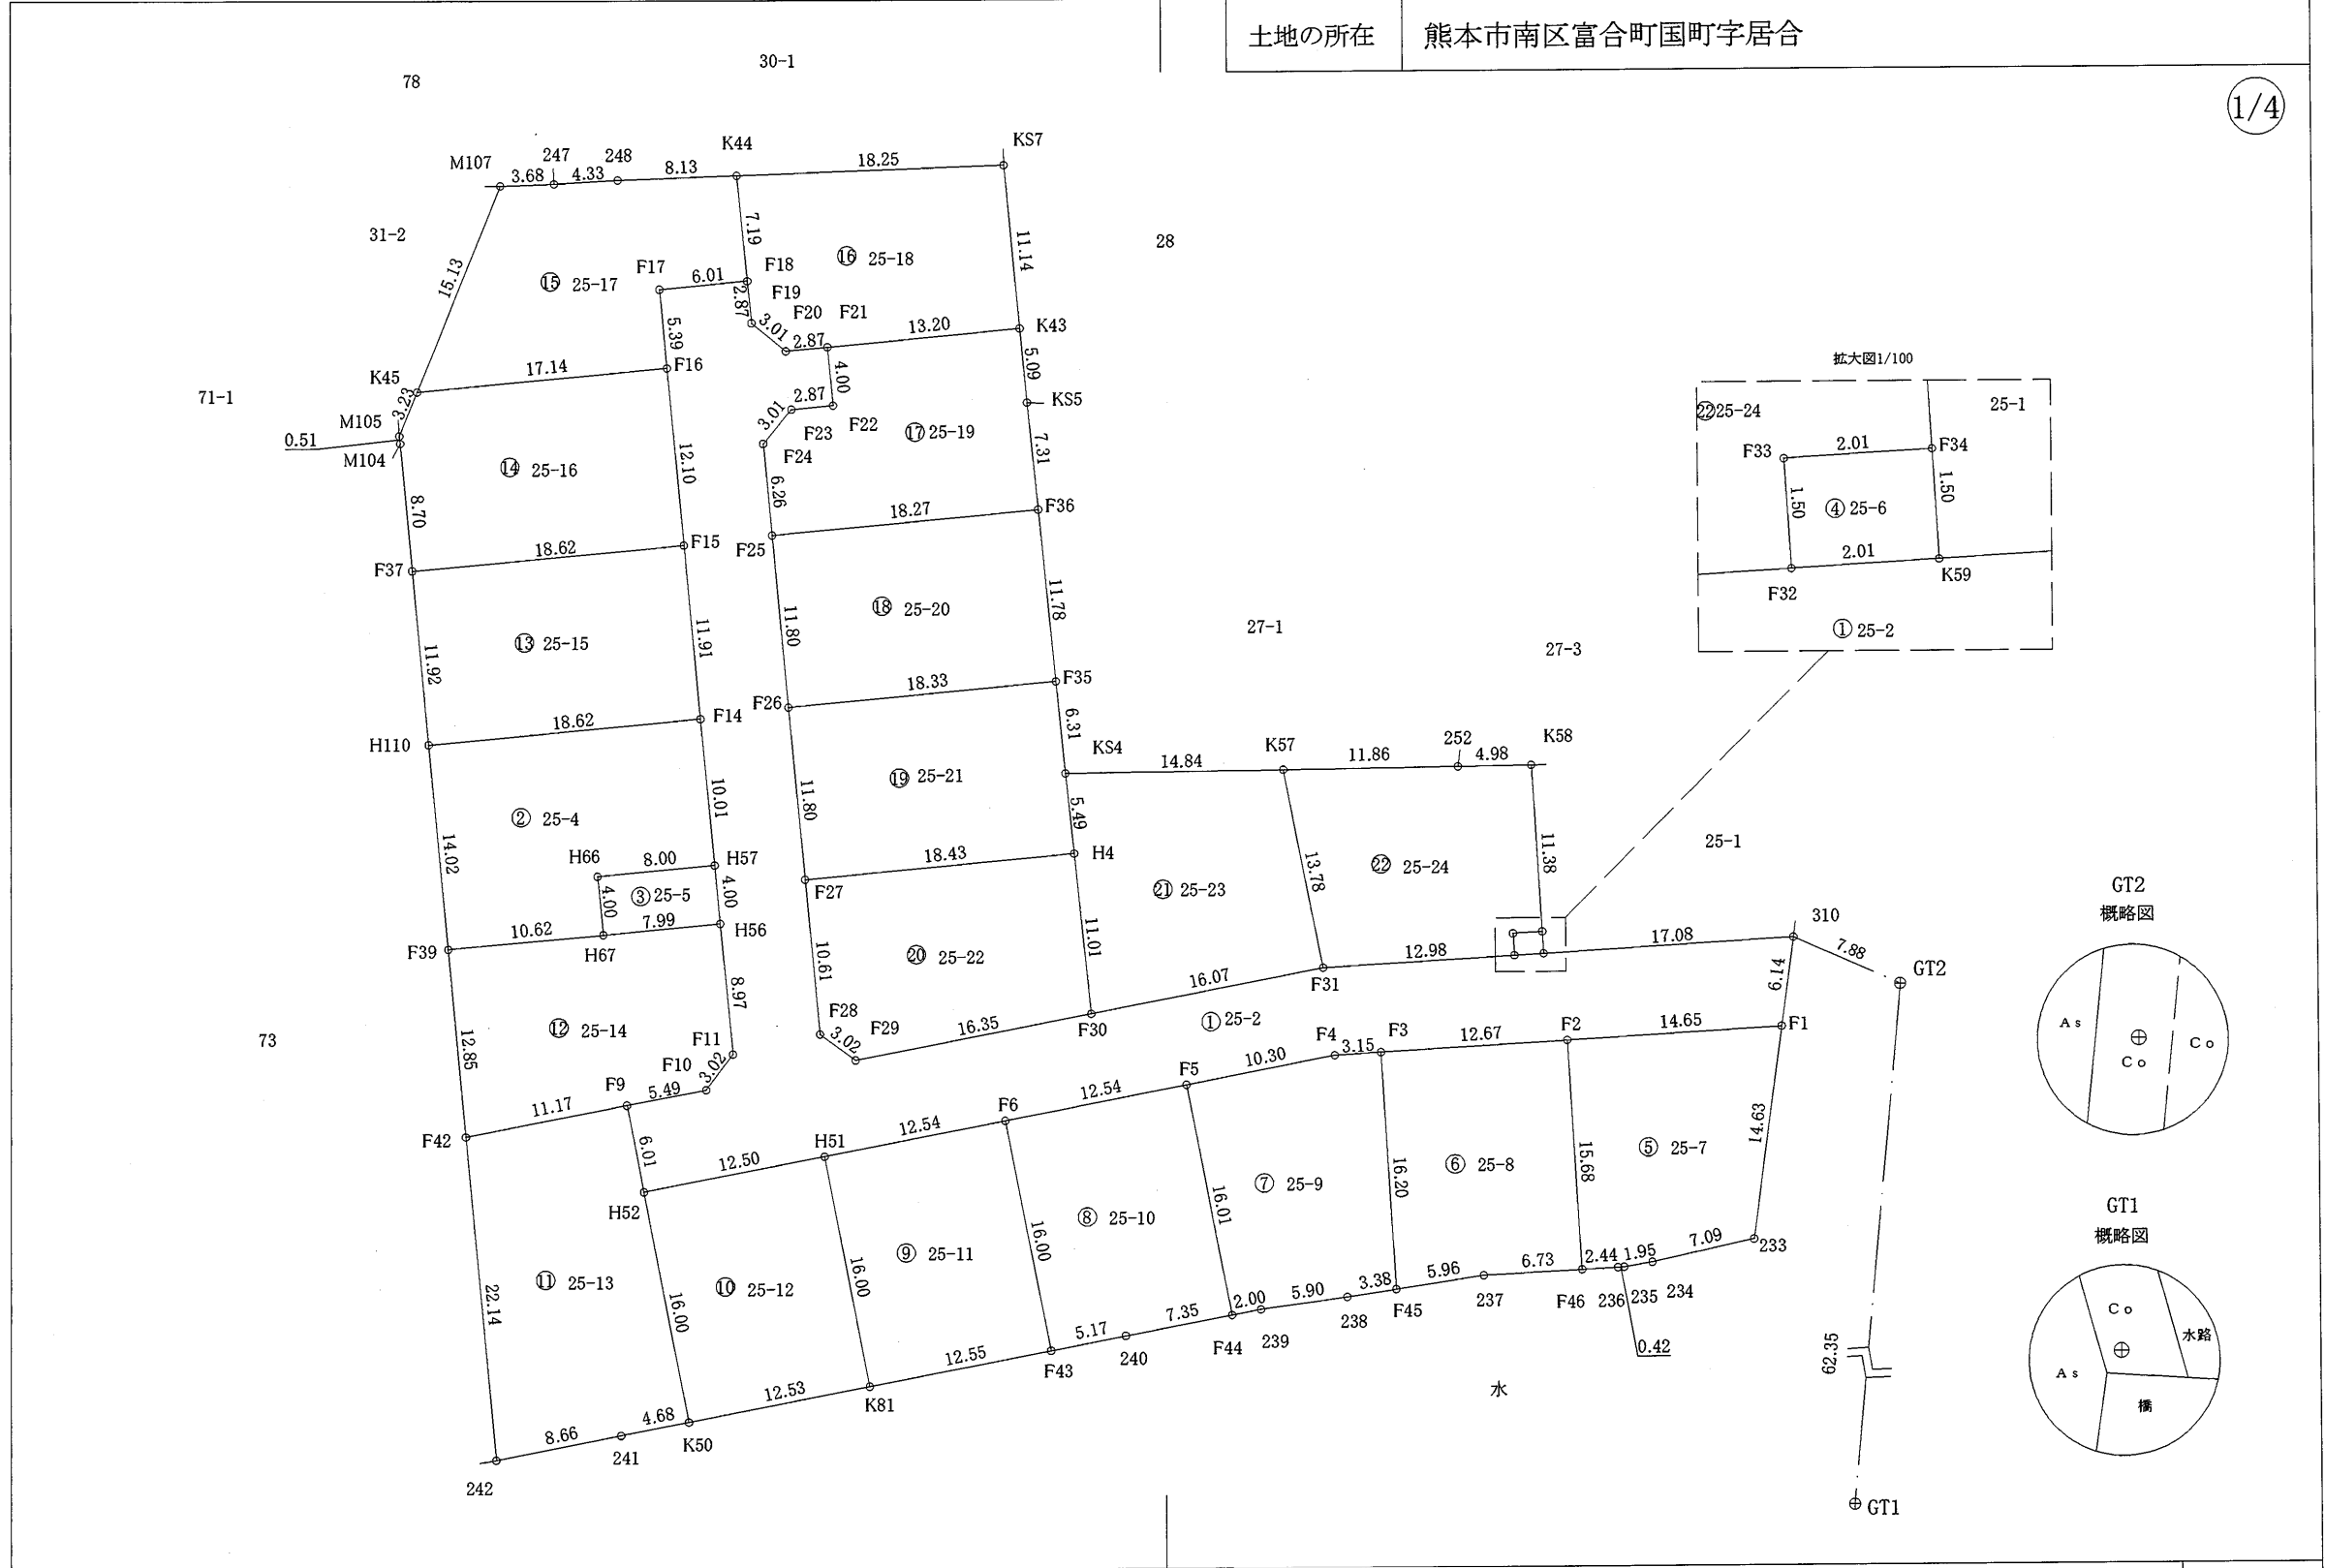 土地の所在 熊本市南区富合町国町字居合
1/4
78
30-1
M107 247 248 K44 KS7
3.68 4.33 8.13 18.25
31-2
15.13
7.19
11.14
28
⑮ 25-17
F17 6.01 F18
⑯ 25-18
2.87 F19
F20 F21
3.01 2.87 13.20 K43
5.39
K45 17.14 F16
4.00
5.09
71-1
3.23
M105
0.51
M104
3.01 2.87
F23 F22
KS5
F24
⑰ 25-19
7.31
⑭ 25-16
12.10
8.70
6.26
18.27 F36
F37 18.62 F15
F25
⑱ 25-20
11.78
11.80
⑬ 25-15
11.91
11.92
27-1
27-3
F26 18.33 F35
H110 18.62 F14
6.31
KS4 14.84 K57 11.86 252 4.98 K58
⑲ 25-21
11.80
10.01
② 25-4
14.02
5.49
H66 8.00 H57
18.43 H4
F27
③ 25-5
4.00 4.00
㉑ 25-23
13.78
㉒ 25-24
11.38
25-1
F39 10.62 7.99 H56
H67
⑳ 25-22
10.61
11.01
12.98 17.08 310
7.88
GT2
6.14
73
8.97
⑫ 25-14
12.85
F28
F29
3.02
16.35
F30
16.07
F31
① 25-2
F11
F10
3.02
F9 5.49
11.17
F42
F5 10.30 F4 3.15 F3 12.67 F2 14.65 F1
F6 12.54
H51 12.54
6.01
12.50
H52
22.14
⑪ 25-13
⑩ 25-12
16.00
⑨ 25-11
16.00
⑧ 25-10
16.00
⑦ 25-9
16.01
⑥ 25-8
16.20
⑤ 25-7
15.68
14.63
233
7.09
2.44 1.95
F46 236 235 234
0.42
6.73
237
5.96
F45
3.38
238
5.90
2.00
239
F44
7.35
240
5.17
F43
12.55
K81
12.53
K50
4.68
241
8.66
242
水
62.35
GT1
拡大図1/100
㉒25-24
25-1
F33 2.01 F34
1.50 1.50
④ 25-6
2.01
F32 K59
① 25-2
GT2
概略図
As
Co
Co
GT1
概略図
Co
水路
As
橋